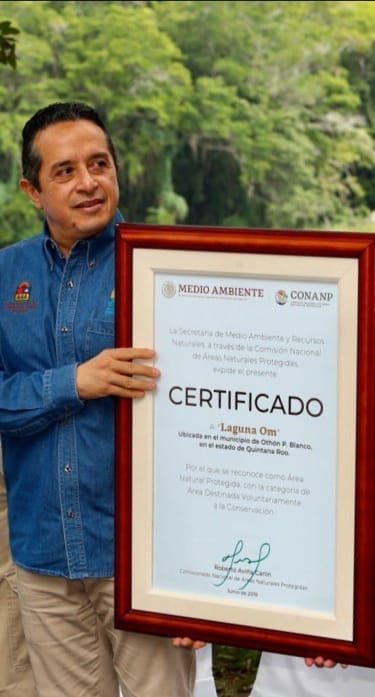 MEDIO AMBIENTE
CONANP
La Secretaría de Medio Ambiente y Recursos
Naturales, a través de la Comisión Nacional
de Áreas Naturales Protegidas,
expide el presente
CERTIFICADO
A "Laguna Om"
Ubicada en el municipio de Othón P. Blanco,
en el estado de Quintana Roo.
Por el que se reconoce como Área
Natural Protegida, con la categoría de
Área Destinada Voluntariamente
a la Conservación
Roberto Aviña Carlín
Comisionado Nacional de Áreas Naturales Protegidas
Junio de 2019